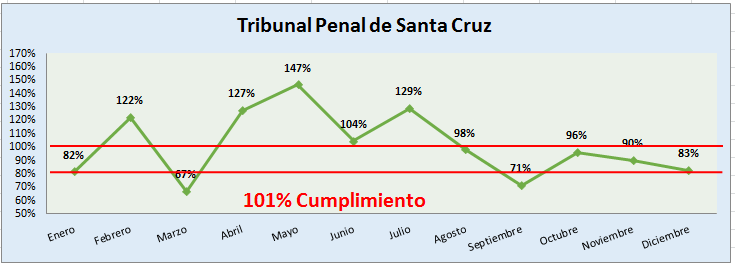 Tribunal Penal de Santa Cruz
170%
160%
150%
140%
130%
120%
110%
100%
90%
80%
70%
60%
50%
82%
122%
67%
127%
147%
104%
129%
98%
71%
96%
90%
83%
101% Cumplimiento
Enero
Febrero
Marzo
Abril
Mayo
Junio
Julio
Agosto
Septiembre
Octubre
Noviembre
Diciembre